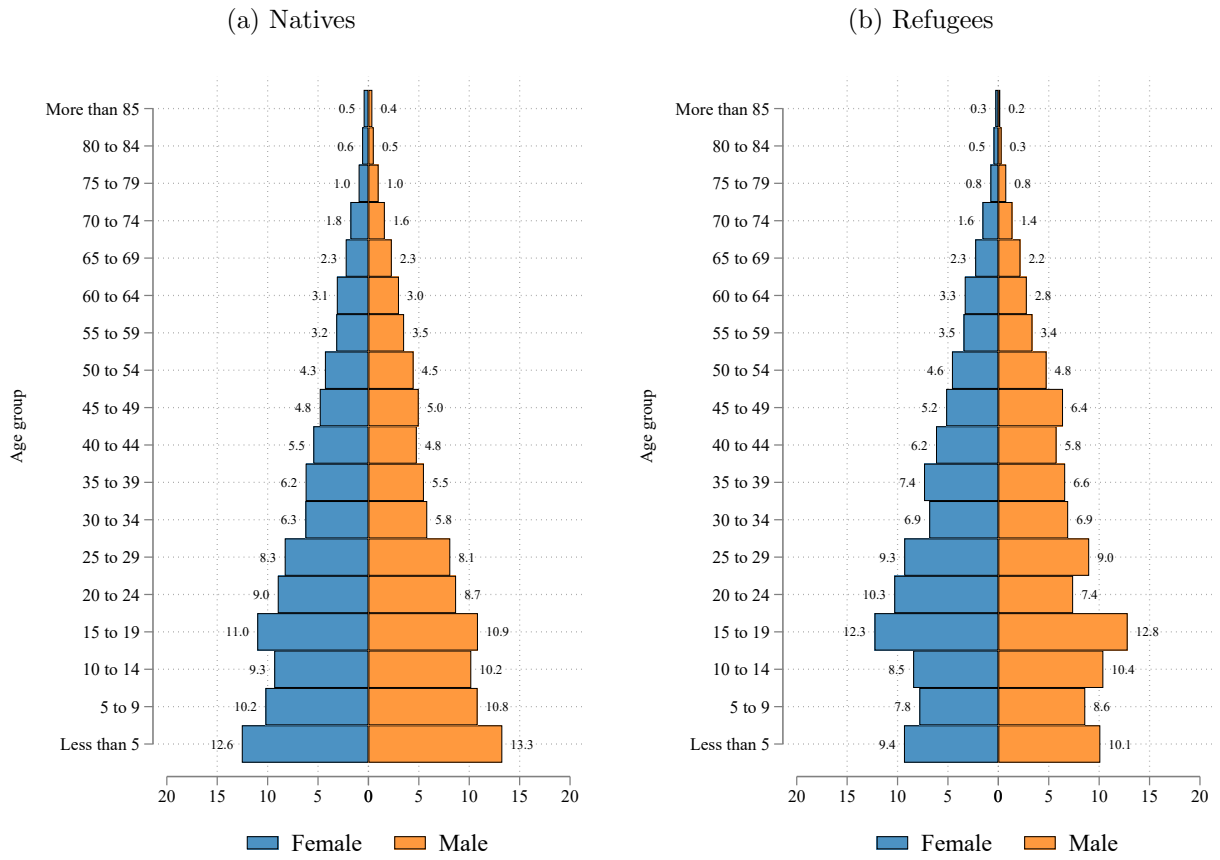 (a) Natives
More than 85 0.5 0.4
80 to 84 0.6 0.5
75 to 79 1.0 1.0
70 to 74 1.8 1.6
65 to 69 2.3 2.3
60 to 64 3.1 3.0
55 to 59 3.2 3.5
50 to 54 4.3 4.5
45 to 49 4.8 5.0
40 to 44 5.5 4.8
35 to 39 6.2 5.5
30 to 34 6.3 5.8
25 to 29 8.3 8.1
20 to 24 9.0 8.7
15 to 19 11.0 10.9
10 to 14 9.3 10.2
5 to 9 10.2 10.8
Less than 5 12.6 13.3
Age group
20 15 10 5 0 5 10 15 20
Female Male
(b) Refugees
More than 85 0.3 0.2
80 to 84 0.5 0.3
75 to 79 0.8 0.8
70 to 74 1.6 1.4
65 to 69 2.3 2.2
60 to 64 3.3 2.8
55 to 59 3.5 3.4
50 to 54 4.6 4.8
45 to 49 5.2 6.4
40 to 44 6.2 5.8
35 to 39 7.4 6.6
30 to 34 6.9 6.9
25 to 29 9.3 9.0
20 to 24 10.3 7.4
15 to 19 12.3 12.8
10 to 14 8.5 10.4
5 to 9 7.8 8.6
Less than 5 9.4 10.1
Age group
20 15 10 5 0 5 10 15 20
Female Male